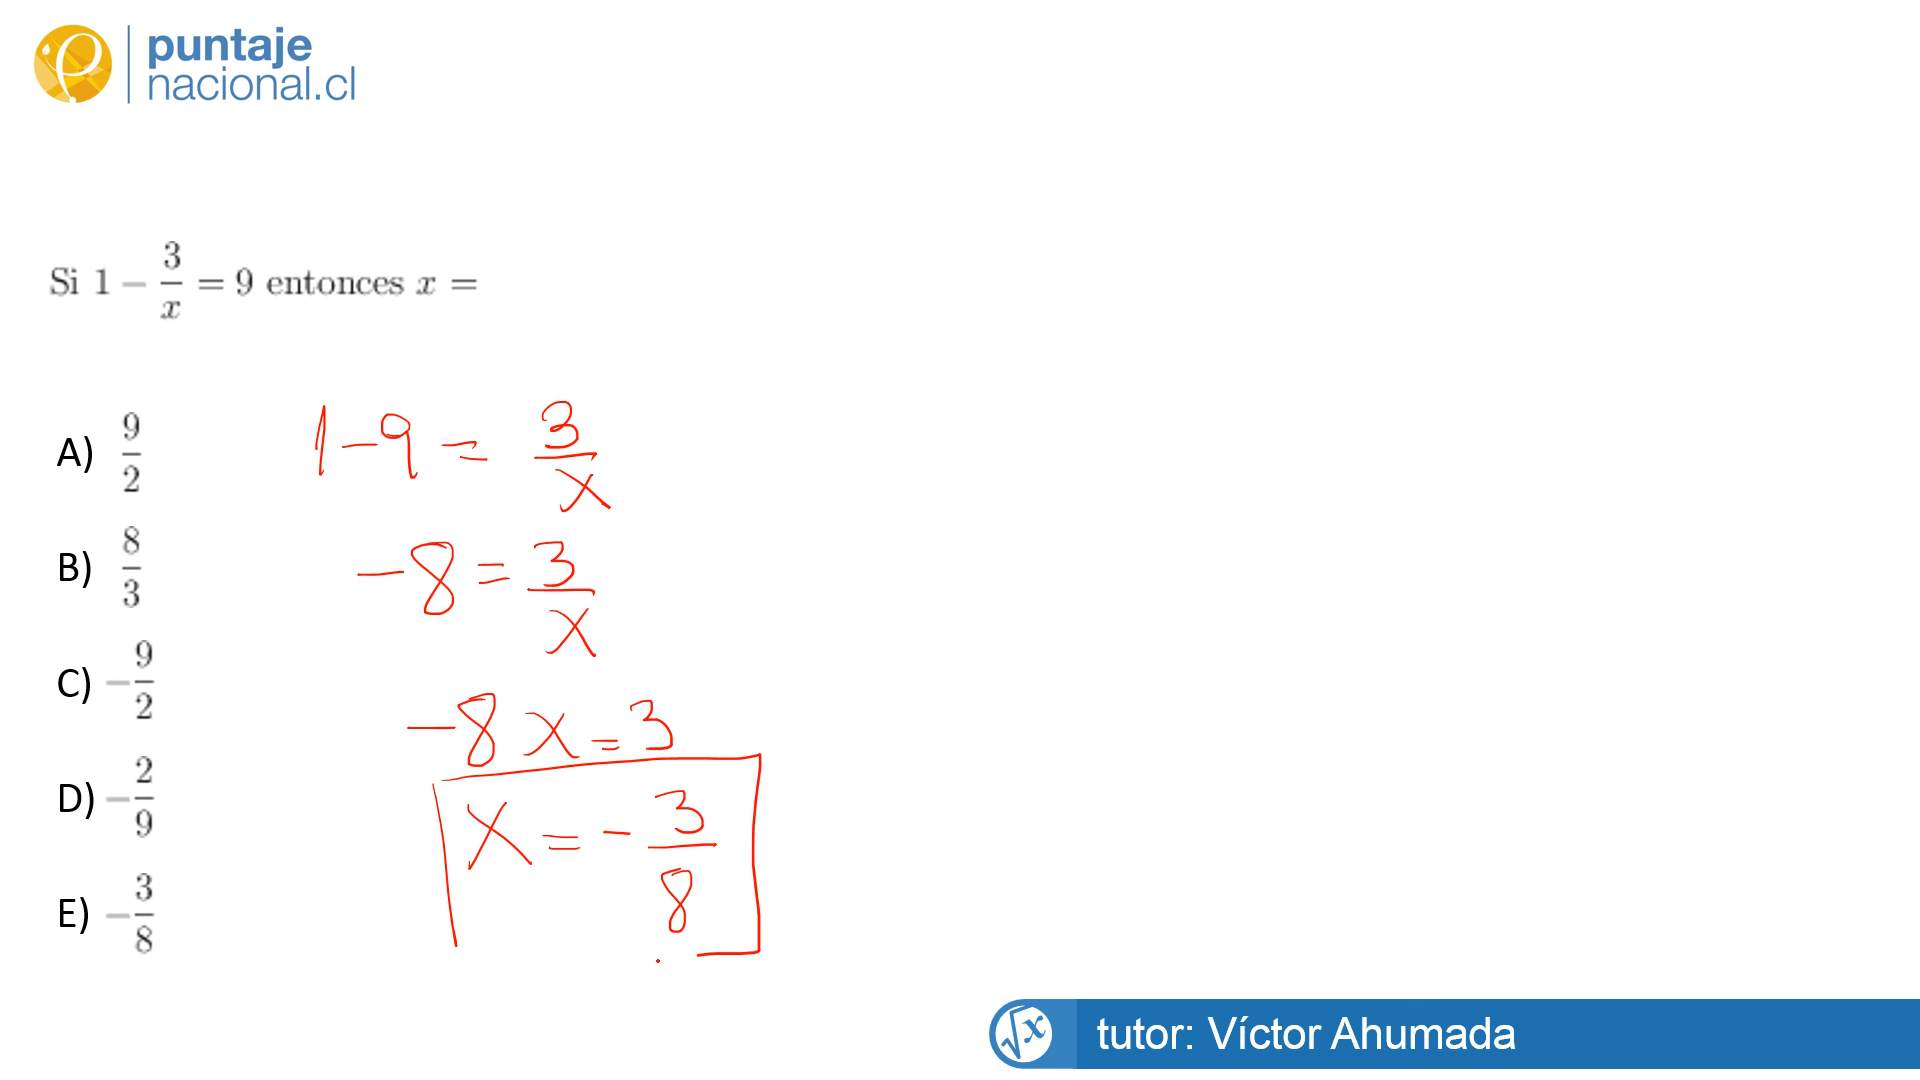 puntaje
nacional.cl
Si 1 − 3/x = 9 entonces x =
A) 9/2
B) 8/3
C) −9/2
D) −2/9
E) −3/8
1 − 9 = 3/x
−8 = 3/x
−8x = 3
x = −3/8
√x tutor: Víctor Ahumada